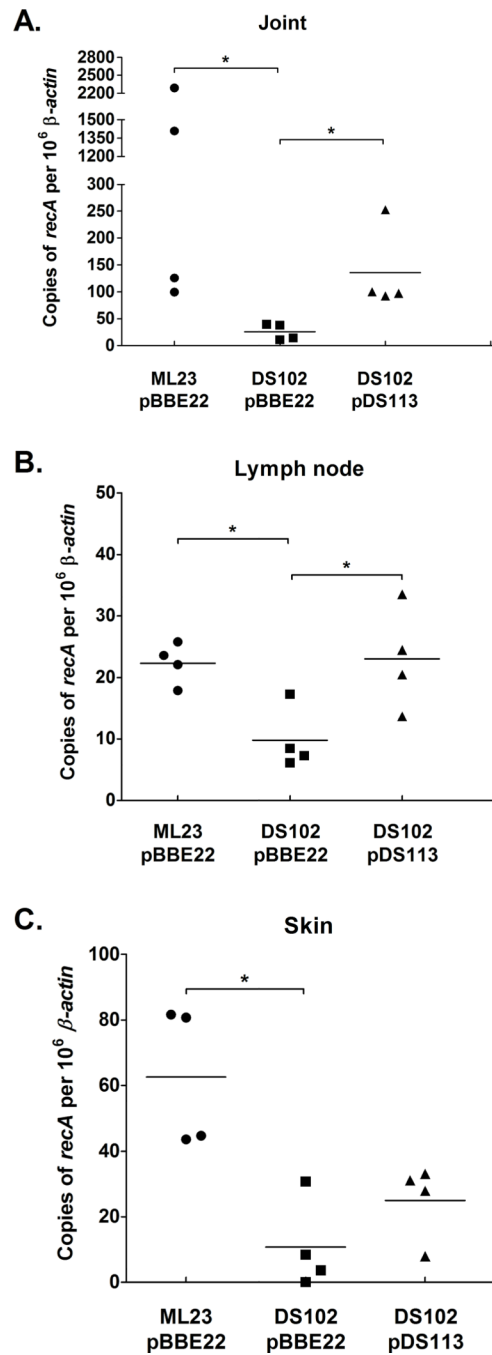 A.
Joint
Copies of recA per 10⁶ β-actin
2800
2500
2200
1500
1200
300
250
200
150
100
50
0
*
*
ML23
pBBE22
DS102
pBBE22
DS102
pDS113
B.
Lymph node
Copies of recA per 10⁶ β-actin
50
40
30
20
10
0
*
*
ML23
pBBE22
DS102
pBBE22
DS102
pDS113
C.
Skin
Copies of recA per 10⁶ β-actin
100
80
60
40
20
0
*
ML23
pBBE22
DS102
pBBE22
DS102
pDS113